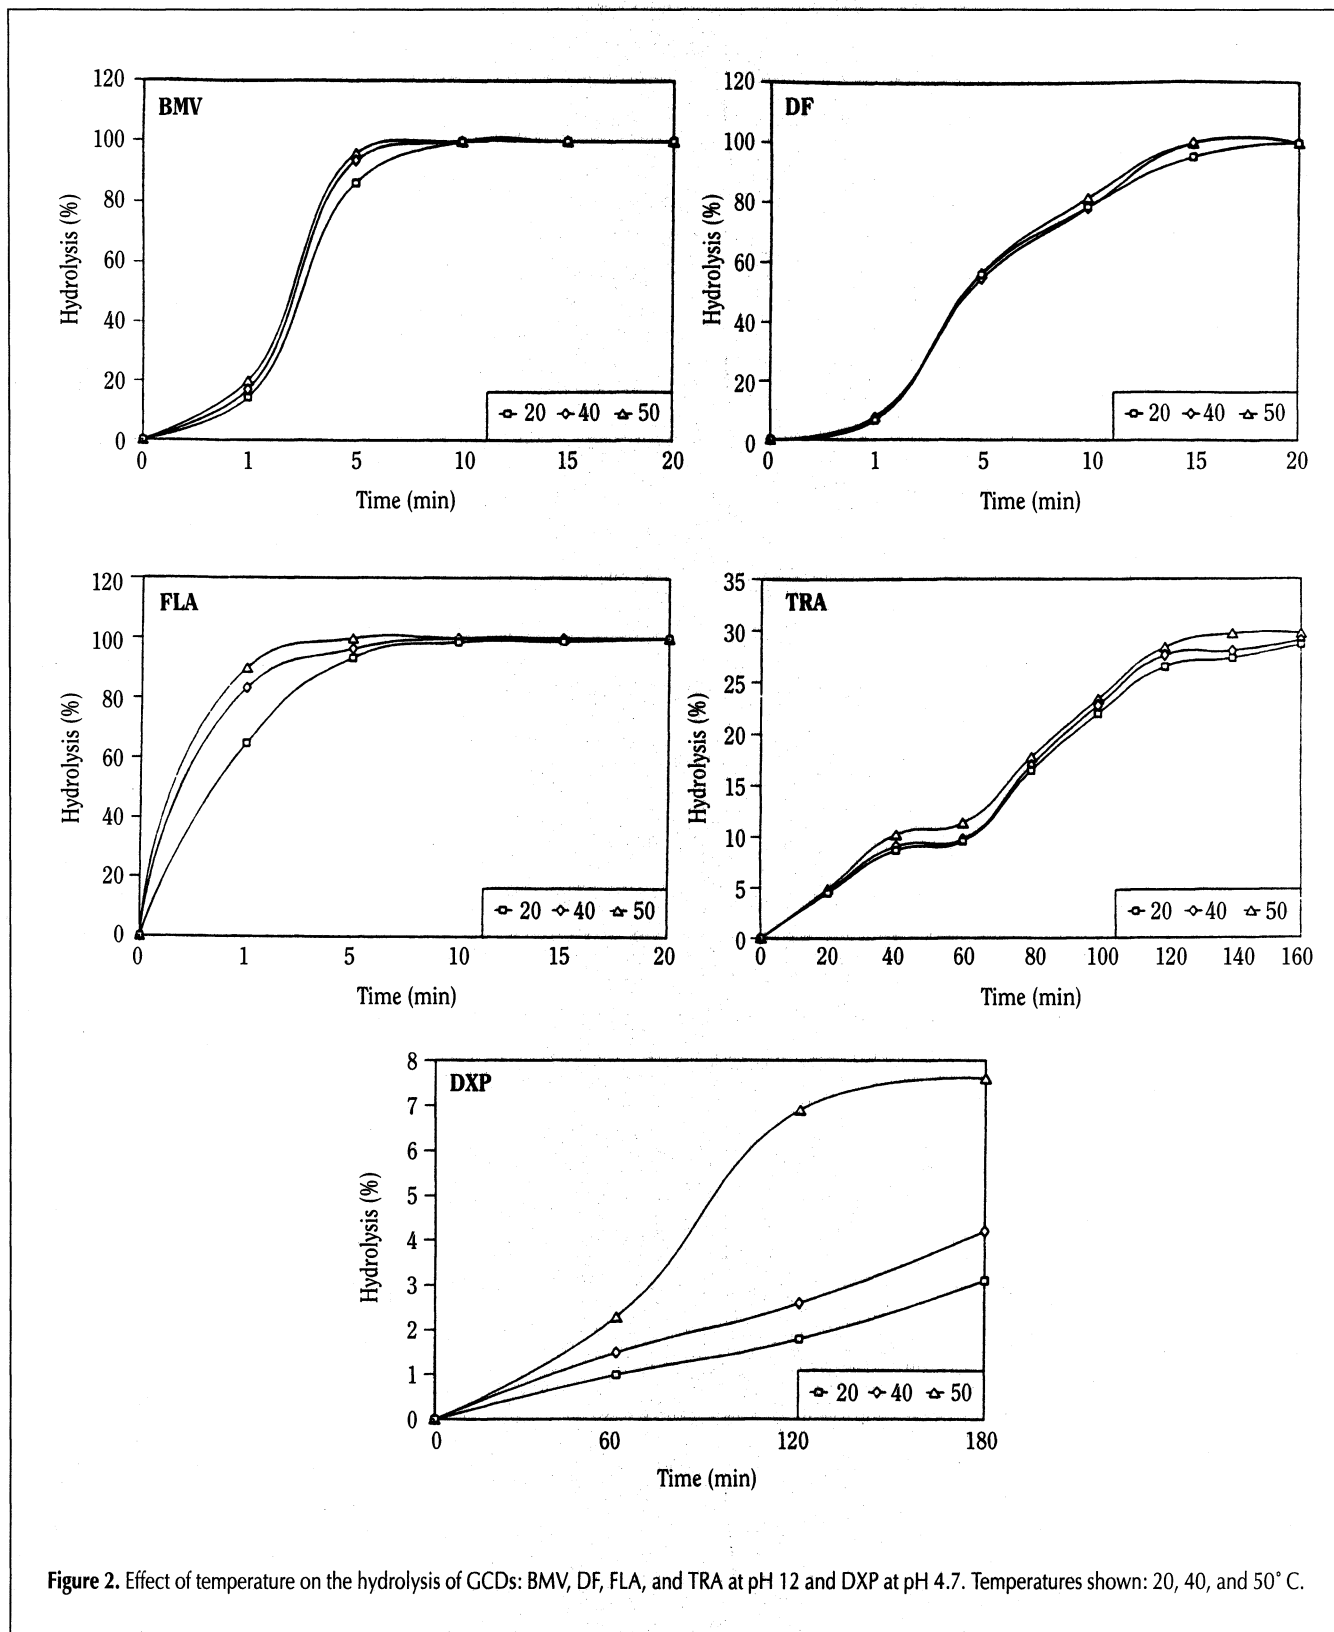 BMV
120
100
80
60
40
20
0
Hydrolysis (%)
20 40 50
0 1 5 10 15 20
Time (min)
DF
120
100
80
60
40
20
0
Hydrolysis (%)
20 40 50
0 1 5 10 15 20
Time (min)
FLA
120
100
80
60
40
20
0
Hydrolysis (%)
20 40 50
0 1 5 10 15 20
Time (min)
TRA
35
30
25
20
15
10
5
0
Hydrolysis (%)
20 40 50
0 20 40 60 80 100 120 140 160
Time (min)
DXP
8
7
6
5
4
3
2
1
0
Hydrolysis (%)
20 40 50
0 60 120 180
Time (min)
Figure 2. Effect of temperature on the hydrolysis of GCDs: BMV, DF, FLA, and TRA at pH 12 and DXP at pH 4.7. Temperatures shown: 20, 40, and 50° C.